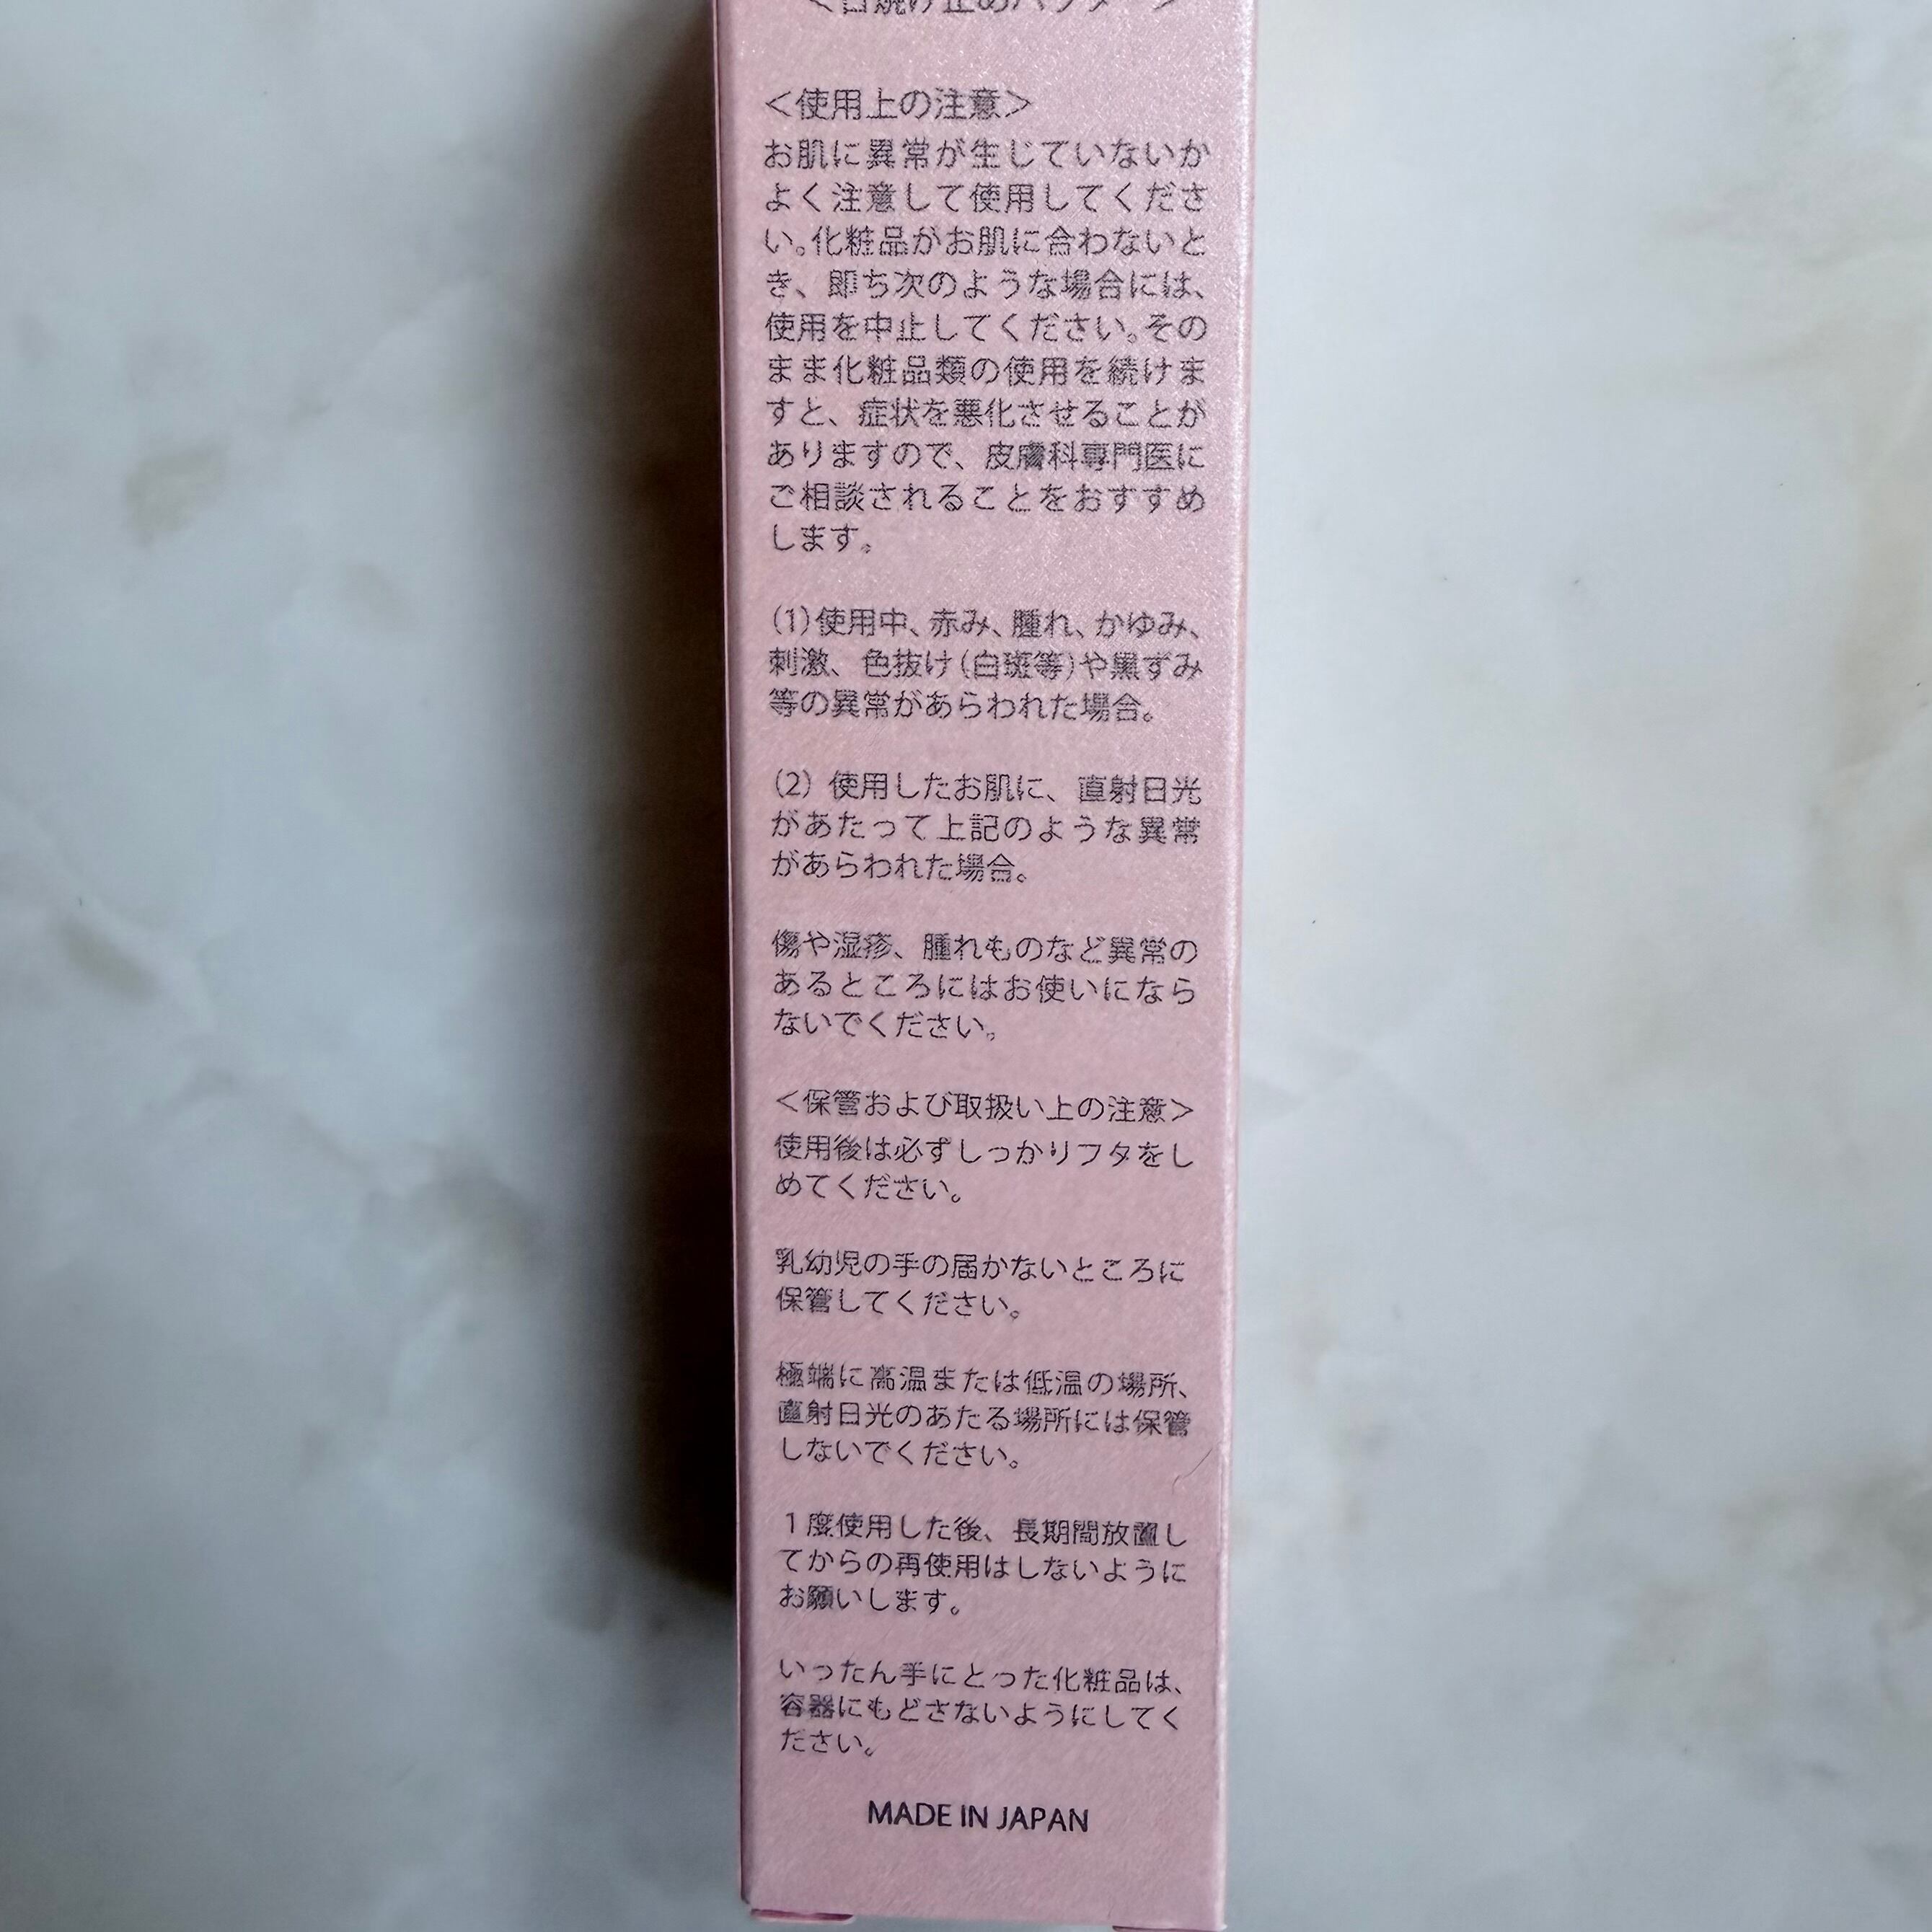 <日焼け止めパウダー>
＜使用上の注意＞
お肌に異常が生じていないか
よく注意して使用してくださ
い。化粧品がお肌に合わないと
き、即ち次のような場合には、
使用を中止してください。その
まま化粧品類の使用を続けま
すと、症状を悪化させることが
ありますので、皮膚科専門医に
ご相談されることをおすすめ
します。
(1)使用中、赤み、腫れ、かゆみ、
刺激、色抜け(白斑等)や黒ずみ
等の異常があらわれた場合。
(2) 使用したお肌に、直射日光
があたって上記のような異常
があらわれた場合。
傷や湿疹、腫れものなど異常の
あるところにはお使いになら
ないでください。
＜保管および取扱い上の注意＞
使用後は必ずしっかりフタをし
めてください。
乳幼児の手の届かないところに
保管してください。
極端に高温または低温の場所、
直射日光のあたる場所には保管
しないでください。
1度使用した後、長期間放置し
てからの再使用はしないように
お願いします。
いったん手にとった化粧品は、
容器にもどさないようにしてく
ださい。
MADE IN JAPAN